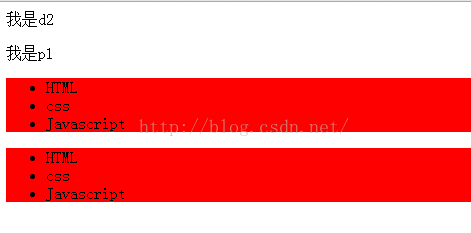 我是d2
我是p1
HTML
css
Javascript
http://blog.csdn.net/
HTML
css
Javascript